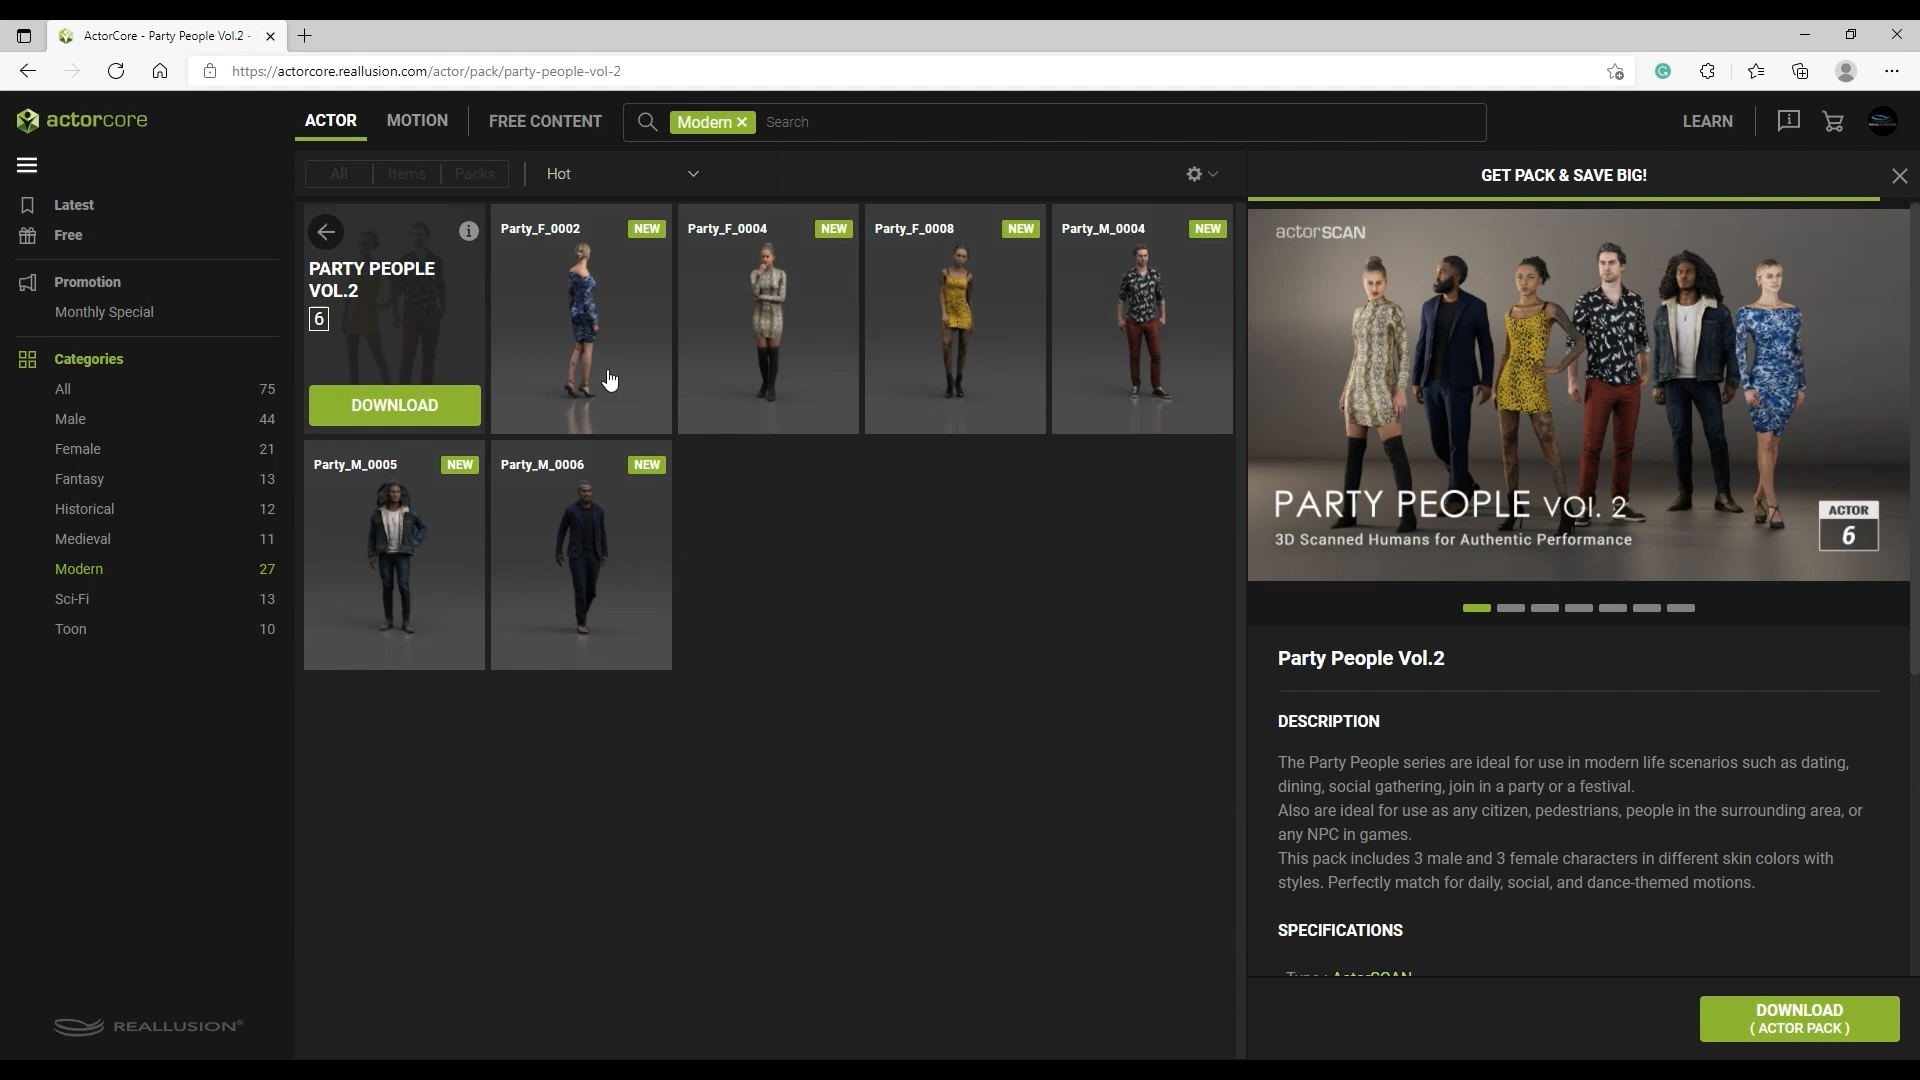 ActorCore - Party People Vol.2 -
https://actorcore.reallusion.com/actor/pack/party-people-vol-2
actorcore
ACTOR
MOTION
FREE CONTENT
Modern
Search
LEARN
Latest
Free
Promotion
Monthly Special
Categories
All 75
Male 44
Female 21
Fantasy 13
Historical 12
Medieval 11
Modern 27
Sci-Fi 13
Toon 10
REALLUSION®
All
Items
Packs
Hot
PARTY PEOPLE
VOL.2
6
DOWNLOAD
Party_F_0002 NEW
Party_F_0004 NEW
Party_F_0008 NEW
Party_M_0004 NEW
Party_M_0005 NEW
Party_M_0006 NEW
GET PACK & SAVE BIG!
actorSCAN
PARTY PEOPLE VOL. 2
3D Scanned Humans for Authentic Performance
ACTOR
6
Party People Vol.2
DESCRIPTION
The Party People series are ideal for use in modern life scenarios such as dating,
dining, social gathering, join in a party or a festival.
Also are ideal for use as any citizen, pedestrians, people in the surrounding area, or
any NPC in games.
This pack includes 3 male and 3 female characters in different skin colors with
styles. Perfectly match for daily, social, and dance-themed motions.
SPECIFICATIONS
DOWNLOAD
( ACTOR PACK )